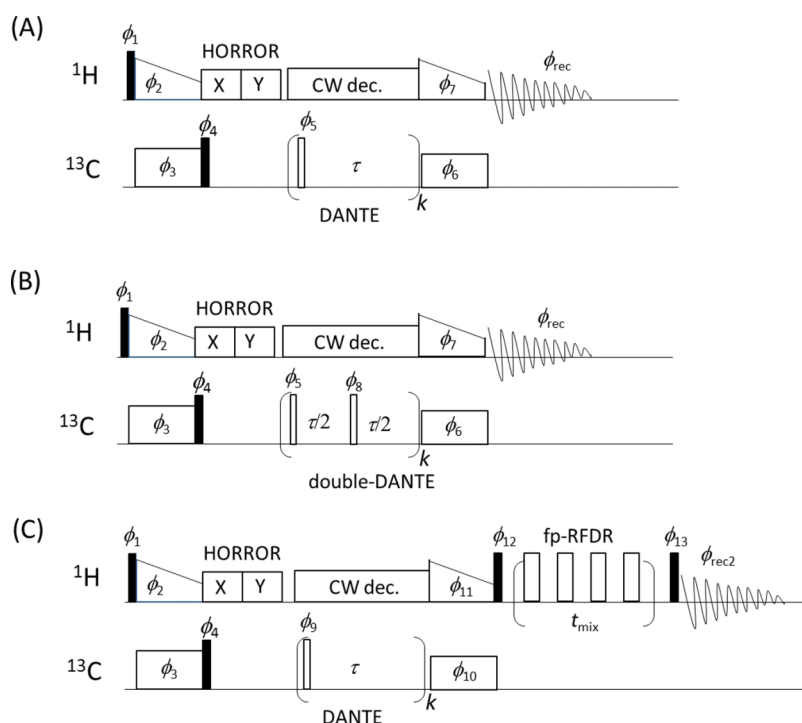 (A)
ϕ1
HORROR
ϕrec
1H
ϕ2
X
Y
CW dec.
ϕ7
ϕ4
ϕ5
13C
ϕ3
τ
ϕ6
DANTE
k
(B)
ϕ1
HORROR
ϕrec
1H
ϕ2
X
Y
CW dec.
ϕ7
ϕ4
ϕ5
ϕ8
13C
ϕ3
τ/2
τ/2
ϕ6
k
double-DANTE
(C)
ϕ1
HORROR
ϕ12
fp-RFDR
ϕ13
ϕrec2
1H
ϕ2
X
Y
CW dec.
ϕ11
tmix
ϕ4
ϕ9
13C
ϕ3
τ
ϕ10
DANTE
k